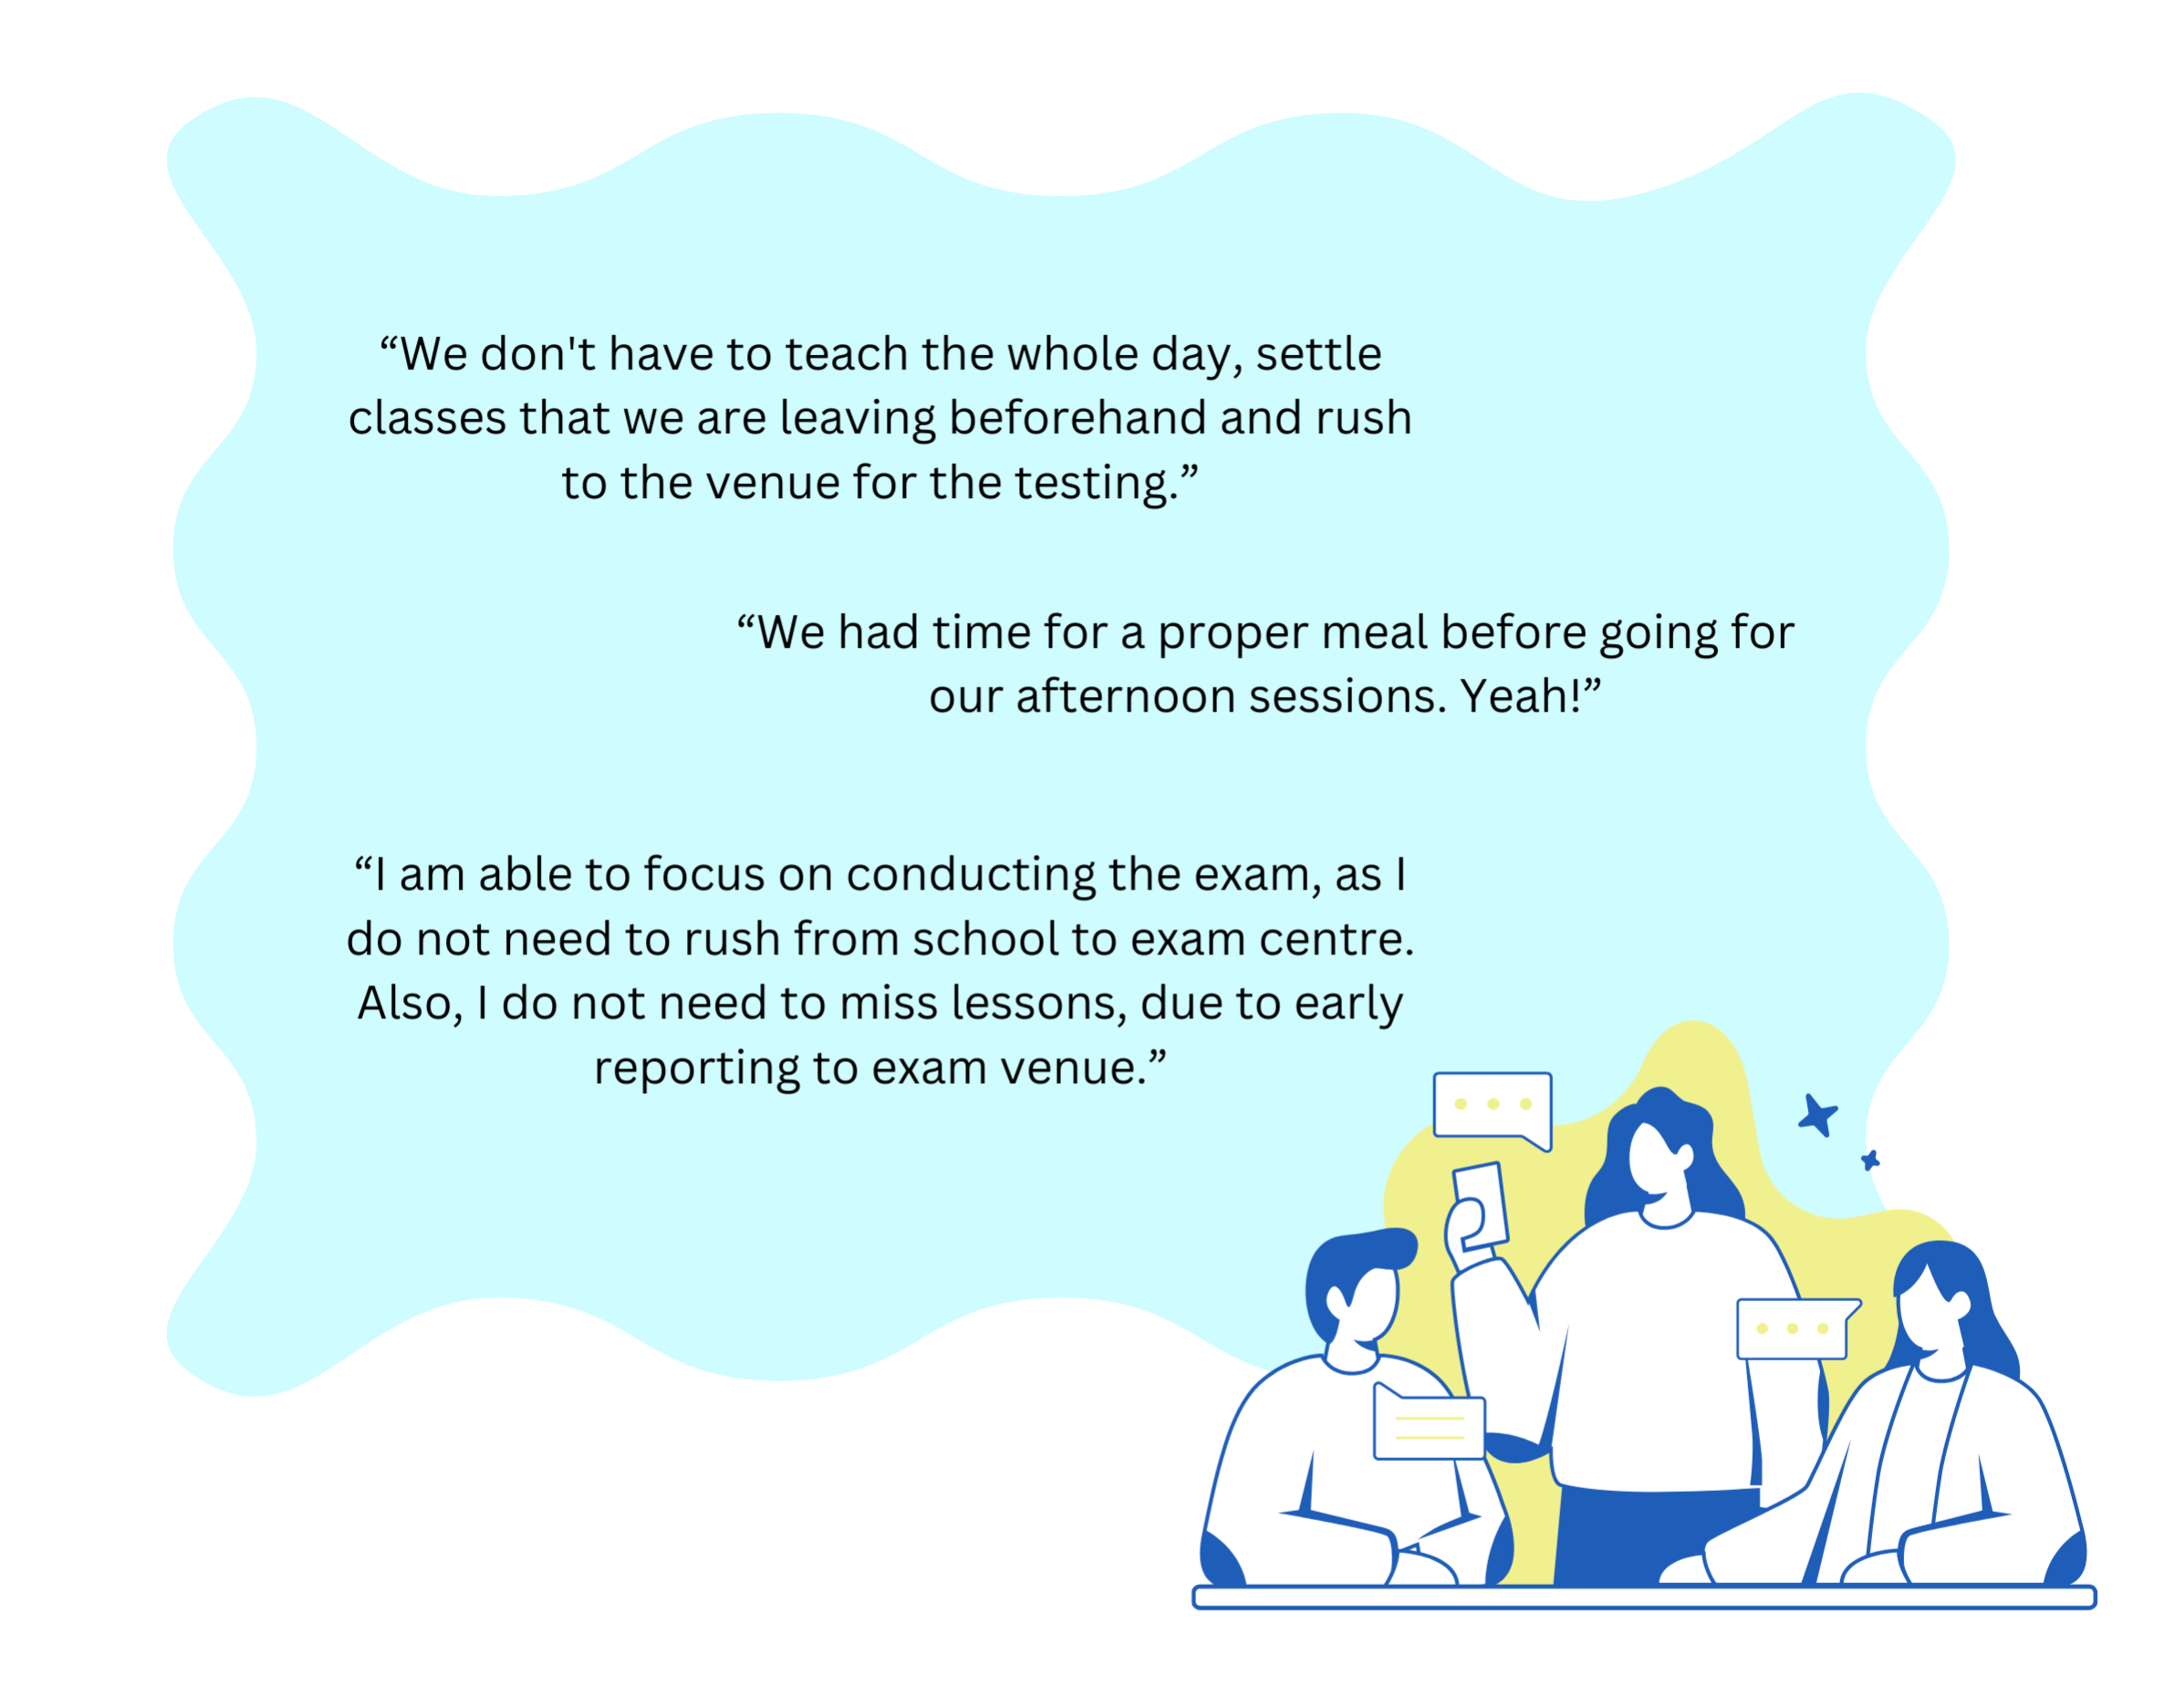 “We don't have to teach the whole day, settle
classes that we are leaving beforehand and rush
to the venue for the testing.”
“We had time for a proper meal before going for
our afternoon sessions. Yeah!”
“I am able to focus on conducting the exam, as I
do not need to rush from school to exam centre.
Also, I do not need to miss lessons, due to early
reporting to exam venue.”